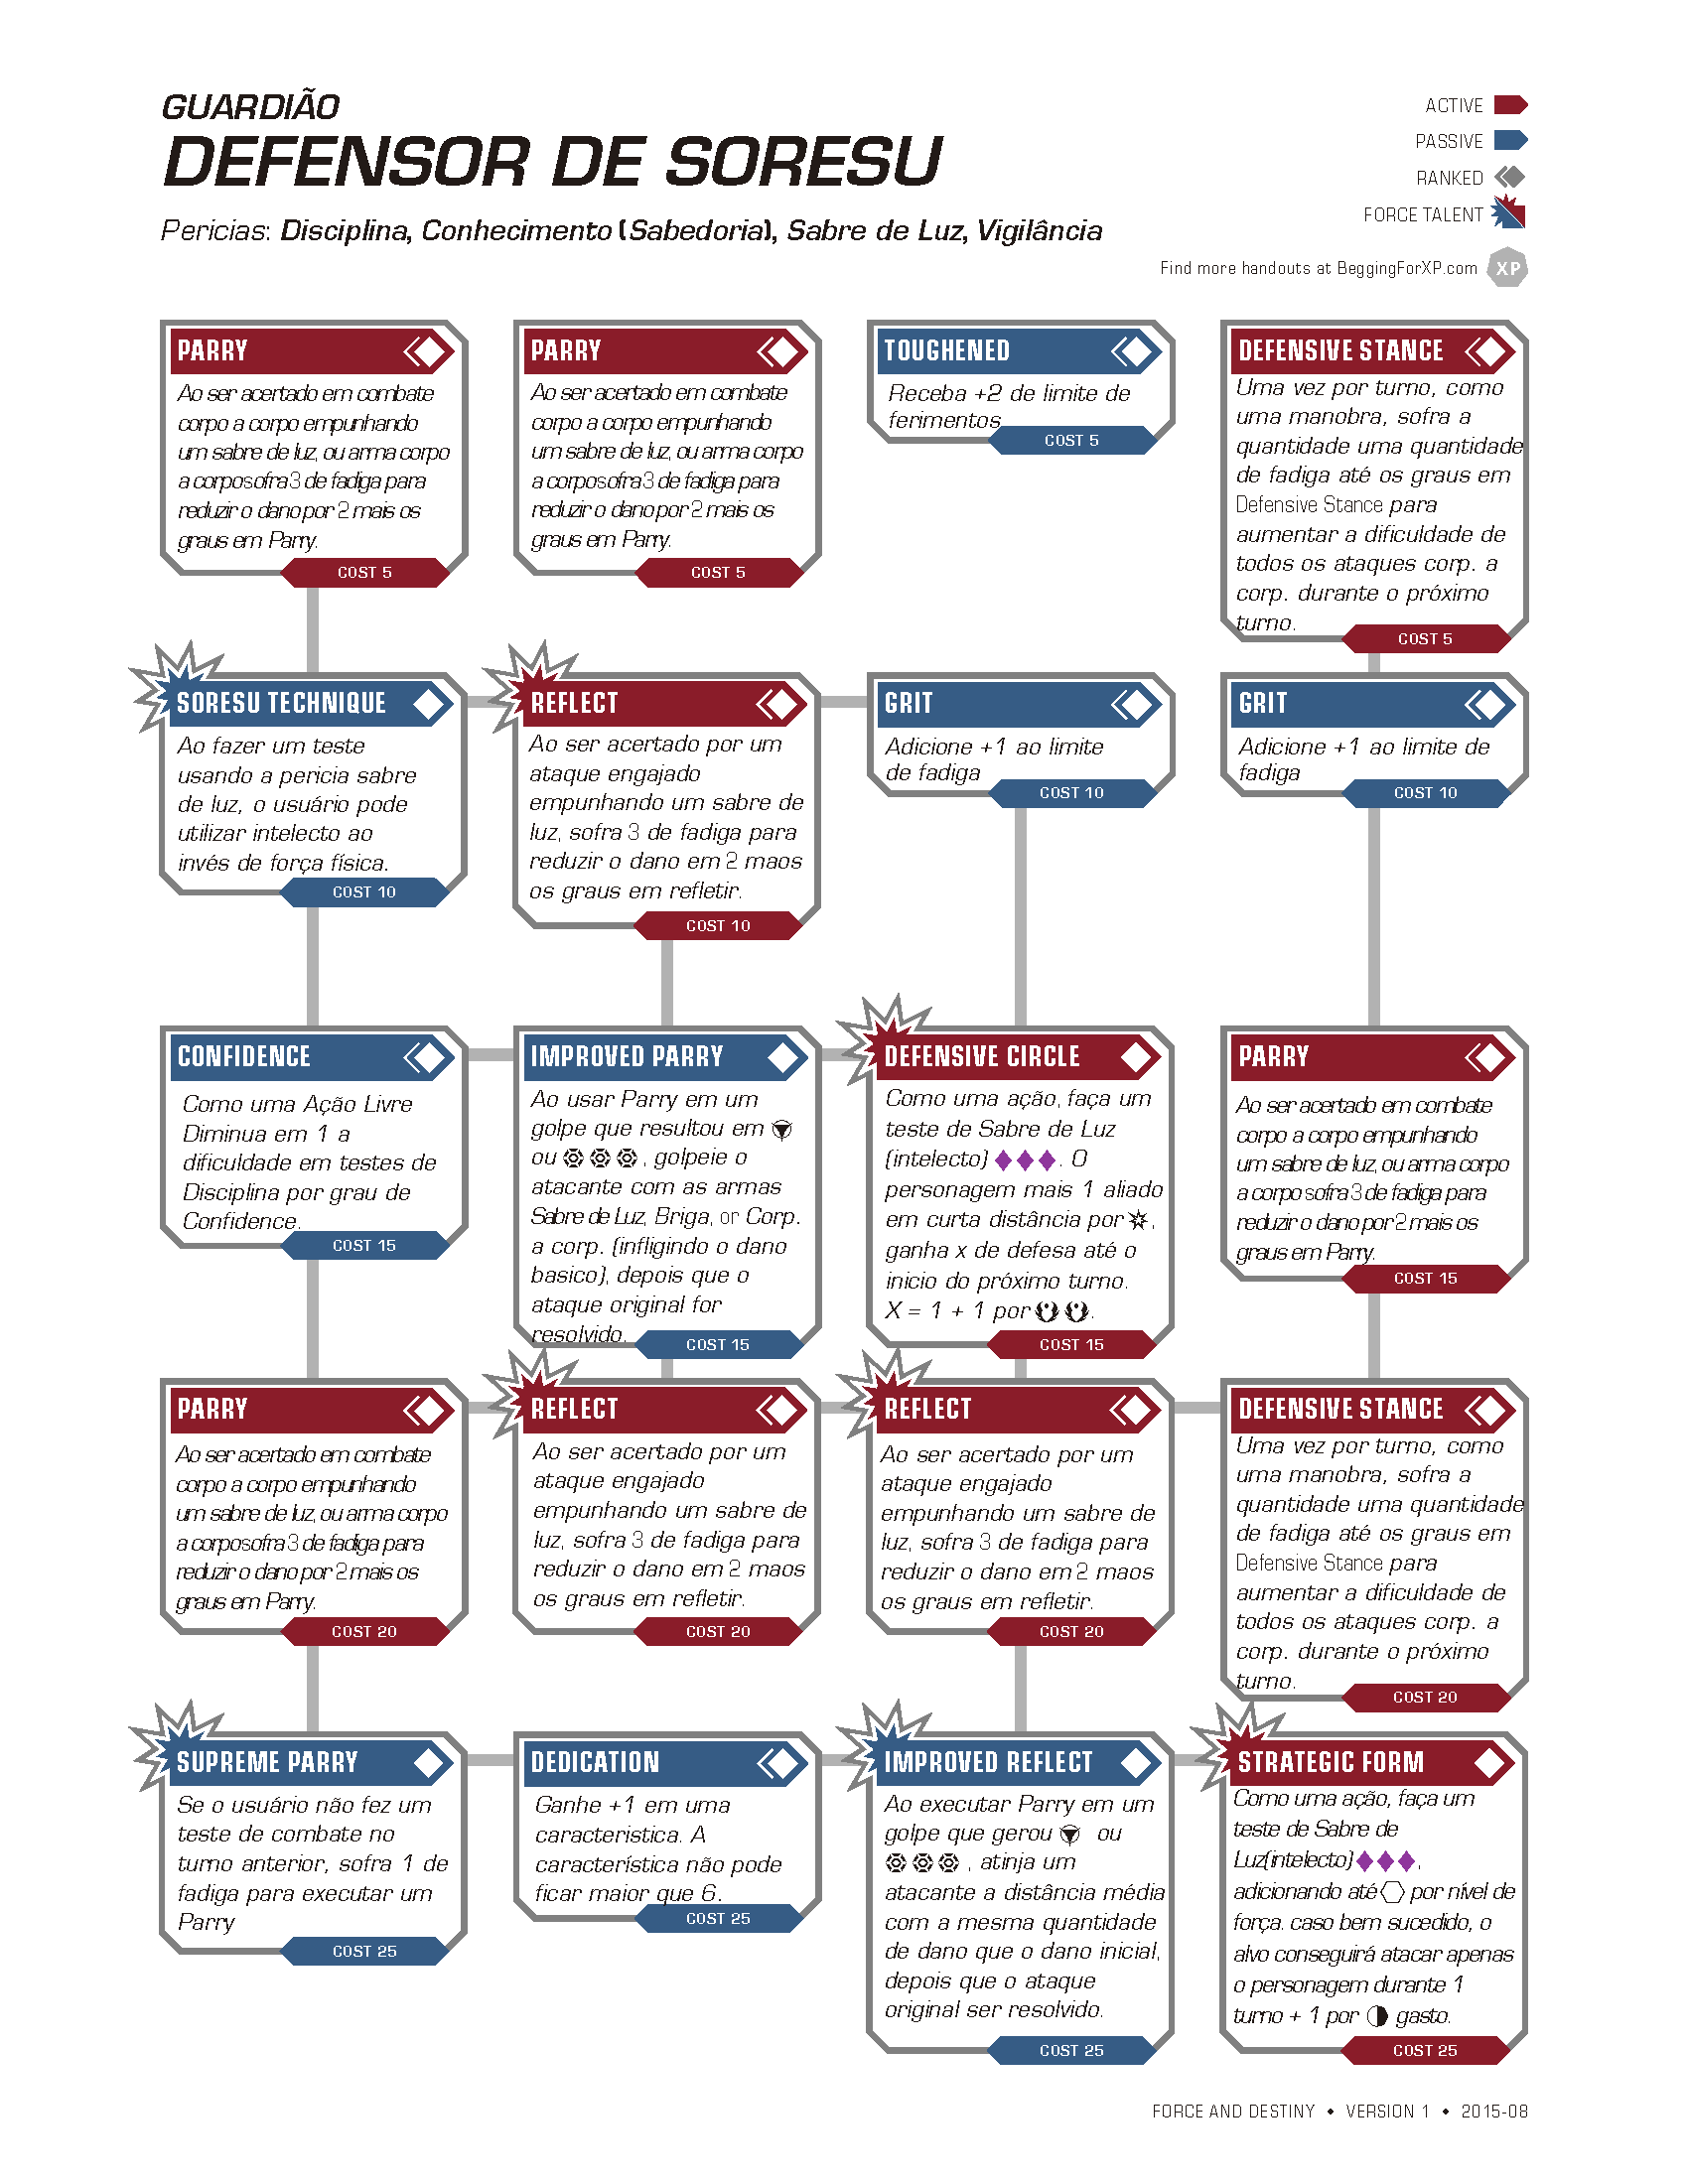 GUARDIÃO
DEFENSOR DE SORESU
Pericias: Disciplina, Conhecimento (Sabedoria), Sabre de Luz, Vigilância
ACTIVE
PASSIVE
RANKED
FORCE TALENT
Find more handouts at BeggingForXP.com
XP
PARRY
Ao ser acertado em combate
corpo a corpo empunhando
um sabre de luz, ou arma corpo
a corpo sofra 3 de fadiga para
reduzir o dano por 2 mais os
graus em Parry.
COST 5
PARRY
Ao ser acertado em combate
corpo a corpo empunhando
um sabre de luz, ou arma corpo
a corpo sofra 3 de fadiga para
reduzir o dano por 2 mais os
graus em Parry.
COST 5
TOUGHENED
Receba +2 de limite de
ferimentos
COST 5
DEFENSIVE STANCE
Uma vez por turno, como
uma manobra, sofra a
quantidade uma quantidade
de fadiga até os graus em
Defensive Stance para
aumentar a dificuldade de
todos os ataques corp. a
corp. durante o próximo
turno.
COST 5
SORESU TECHNIQUE
Ao fazer um teste
usando a pericia sabre
de luz, o usuário pode
utilizar intelecto ao
invés de força física.
COST 10
REFLECT
Ao ser acertado por um
ataque engajado
empunhando um sabre de
luz, sofra 3 de fadiga para
reduzir o dano em 2 maos
os graus em refletir.
COST 10
GRIT
Adicione +1 ao limite
de fadiga
COST 10
GRIT
Adicione +1 ao limite de
fadiga
COST 10
CONFIDENCE
Como uma Ação Livre
Diminua em 1 a
dificuldade em testes de
Disciplina por grau de
Confidence.
COST 15
IMPROVED PARRY
Ao usar Parry em um
golpe que resultou em
ou , golpeie o
atacante com as armas
Sabre de Luz, Briga, or Corp.
a corp. (infligindo o dano
basico), depois que o
ataque original for
resolvido.
COST 15
DEFENSIVE CIRCLE
Como uma ação, faça um
teste de Sabre de Luz
(intelecto) . O
personagem mais 1 aliado
em curta distância por ,
ganha x de defesa até o
inicio do próximo turno.
X = 1 + 1 por .
COST 15
PARRY
Ao ser acertado em combate
corpo a corpo empunhando
um sabre de luz, ou arma corpo
a corpo sofra 3 de fadiga para
reduzir o dano por 2 mais os
graus em Parry.
COST 15
PARRY
Ao ser acertado em combate
corpo a corpo empunhando
um sabre de luz, ou arma corpo
a corpo sofra 3 de fadiga para
reduzir o dano por 2 mais os
graus em Parry.
COST 20
REFLECT
Ao ser acertado por um
ataque engajado
empunhando um sabre de
luz, sofra 3 de fadiga para
reduzir o dano em 2 maos
os graus em refletir.
COST 20
REFLECT
Ao ser acertado por um
ataque engajado
empunhando um sabre de
luz, sofra 3 de fadiga para
reduzir o dano em 2 maos
os graus em refletir.
COST 20
DEFENSIVE STANCE
Uma vez por turno, como
uma manobra, sofra a
quantidade uma quantidade
de fadiga até os graus em
Defensive Stance para
aumentar a dificuldade de
todos os ataques corp. a
corp. durante o próximo
turno.
COST 20
SUPREME PARRY
Se o usuário não fez um
teste de combate no
turno anterior, sofra 1 de
fadiga para executar um
Parry
COST 25
DEDICATION
Ganhe +1 em uma
caracteristica. A
característica não pode
ficar maior que 6.
COST 25
IMPROVED REFLECT
Ao executar Parry em um
golpe que gerou ou
, atinja um
atacante a distância média
com a mesma quantidade
de dano que o dano inicial,
depois que o ataque
original ser resolvido.
COST 25
STRATEGIC FORM
Como uma ação, faça um
teste de Sabre de
Luz(intelecto) ,
adicionando até por nível de
força. caso bem sucedido, o
alvo conseguirá atacar apenas
o personagem durante 1
turno + 1 por gasto.
COST 25
FORCE AND DESTINY • VERSION 1 • 2015-08